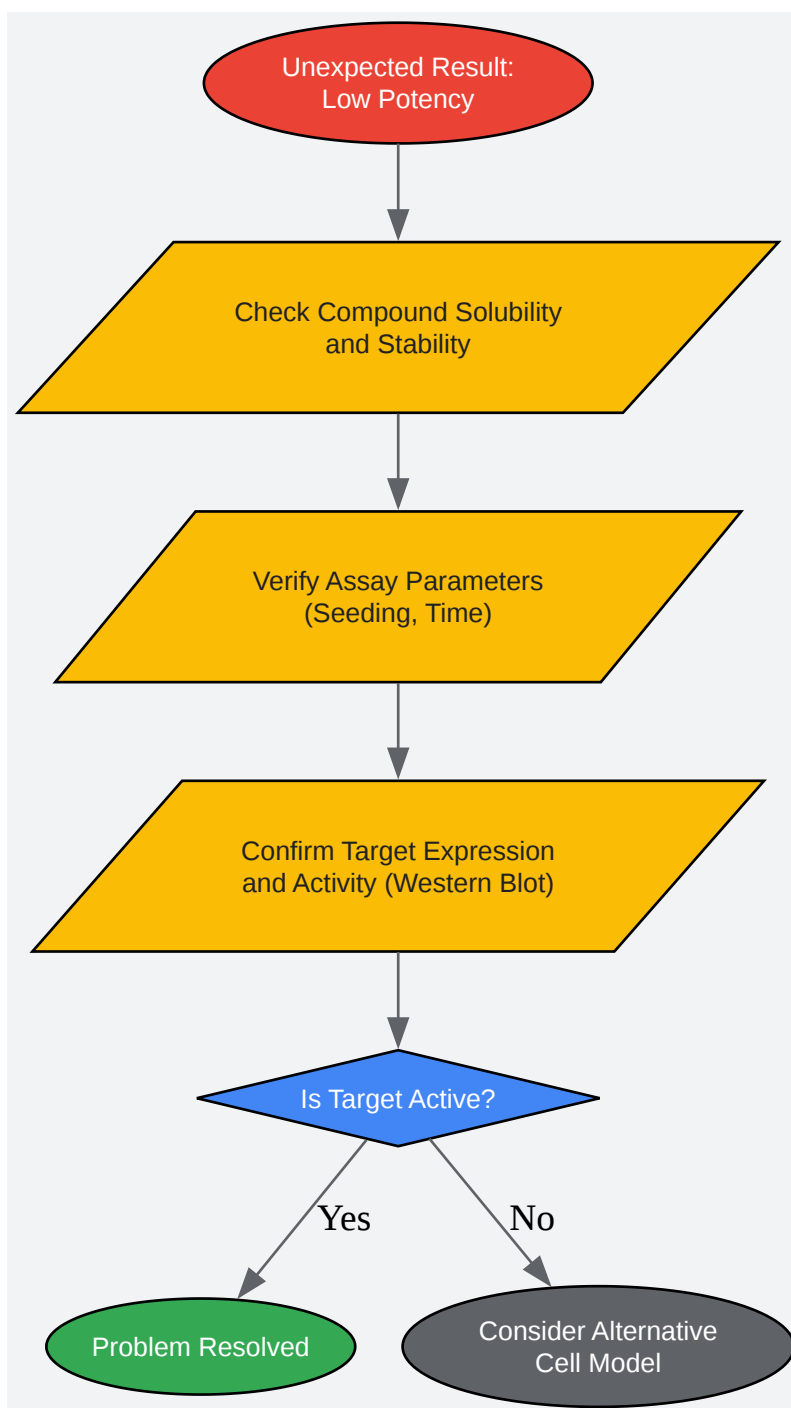 Unexpected Result:
Low Potency
Check Compound Solubility
and Stability
Verify Assay Parameters
(Seeding, Time)
Confirm Target Expression
and Activity (Western Blot)
Is Target Active?
Yes
No
Problem Resolved
Consider Alternative
Cell Model